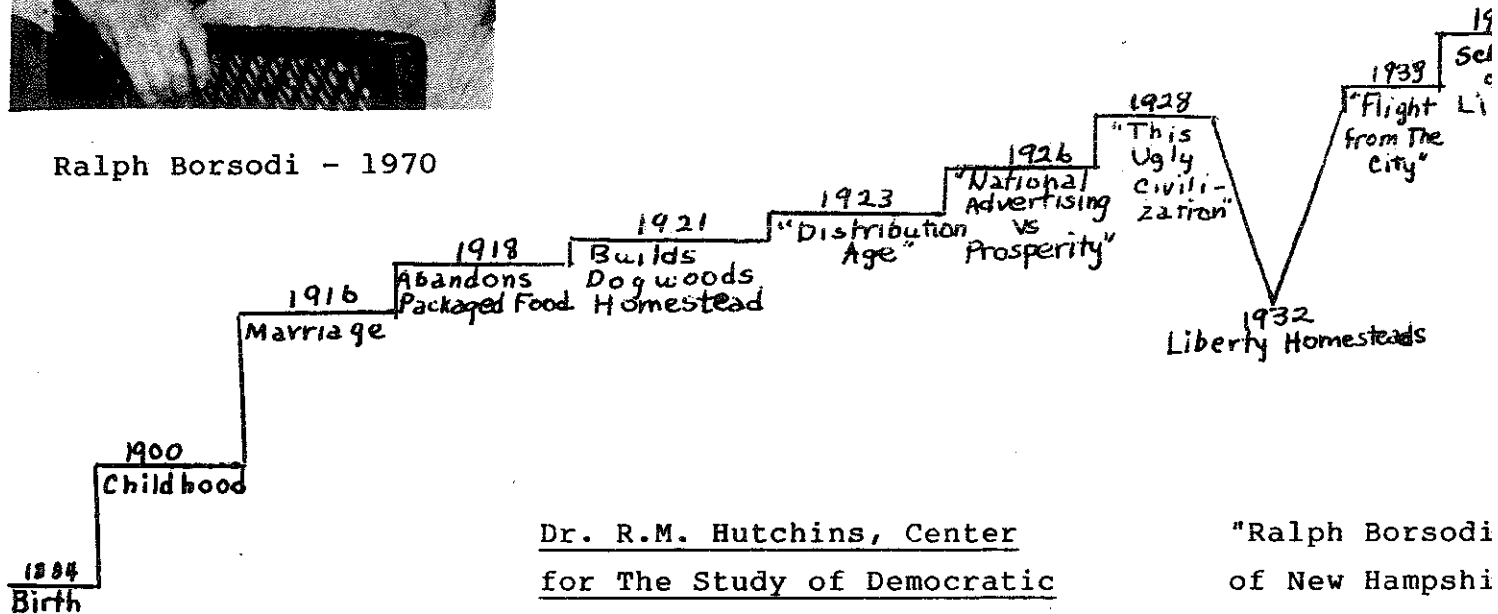 Ralph Borsodi - 1970
1884
Birth
1900
Childhood
1916
Marriage
1918
Abandons
Packaged Food
1921
Builds
Dogwoods
Homestead
1923
"Distribution
Age"
1926
"National
Advertising
vs
Prosperity"
1928
"This
Ugly
Civili-
zation"
1932
Liberty Homesteads
1939
"Flight
from The
City"
Dr. R.M. Hutchins, Center
for The Study of Democratic
"Ralph Borsodi
of New Hampshi